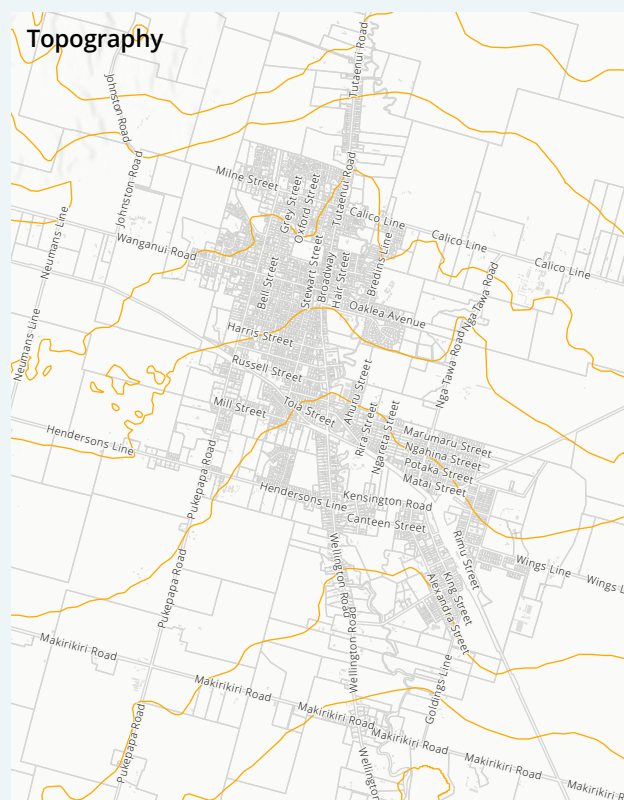 Topography
Tutaenui Road
Johnston Road
Johnston Road
Milne Street
Grey Street
Oxford Street
Tutaenui Road
Calico Line
Calico Line
Calico Line
Neumans Line
Wanganui Road
Bredins Line
Bell Street
Stewart Street
Broadway
Hair Street
Nga Tawa Road
Oaklea Avenue
Neumans Line
Harris Street
Russell Street
Nga Tawa Road
Ahuru Street
Mill Street
Toia Street
Rira Street
Ngareta Street
Hendersons Line
Marumaru Street
Ngahina Street
Potaka Street
Matai Street
Pukepapa Road
Hendersons Line
Kensington Road
Canteen Street
Rimu Street
Wellington Road
Wings Line
Wings L
Pukepapa Road
King Street
Alexandra Street
Wellington Road
Makirikiri Road
Makirikiri Road
Goldings Line
Makirikiri Road
Makirikiri Road
Makirikiri Road
Makirikiri
Pukepapa Road
Wellington